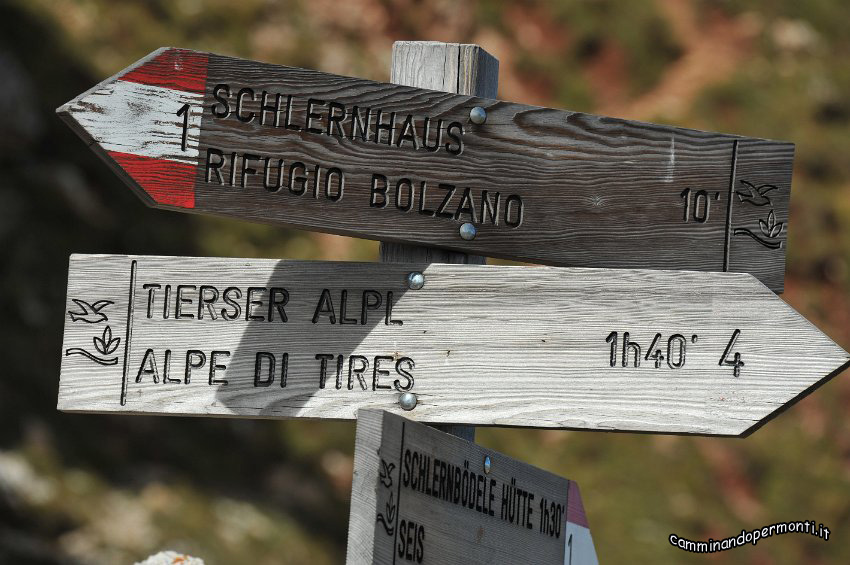 1 SCHLERNHAUS
RIFUGIO BOLZANO 10'
TIERSER ALPL
ALPE DI TIRES 1h40' 4
SCHLERNBÖDELE HÜTTE 1h30'
SEIS 1
camminandopermonti.it